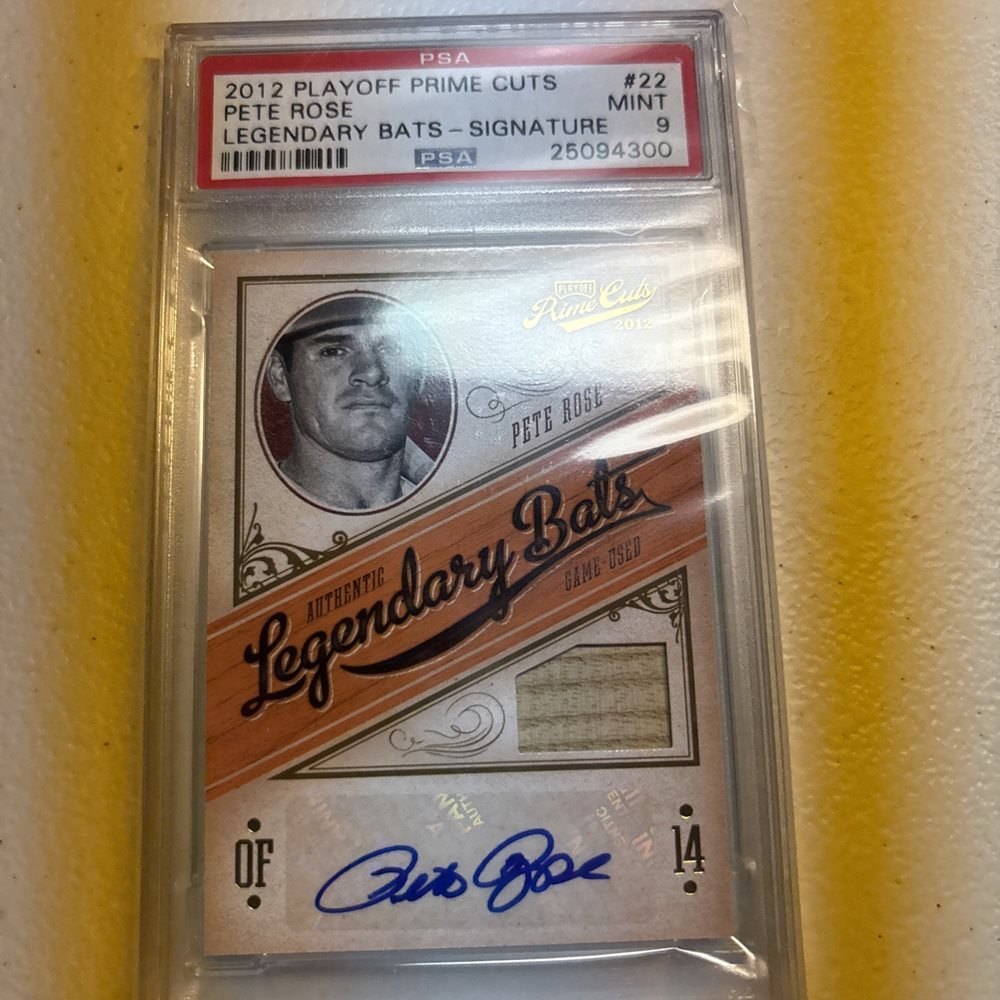 PSA
2012 PLAYOFF PRIME CUTS #22
PETE ROSE MINT
LEGENDARY BATS - SIGNATURE 9
PSA 25094300
PLAYOFF
Prime Cuts
2012
PETE ROSE
AUTHENTIC
Legendary Bats
GAME-USED
OF 14
Pete Rose